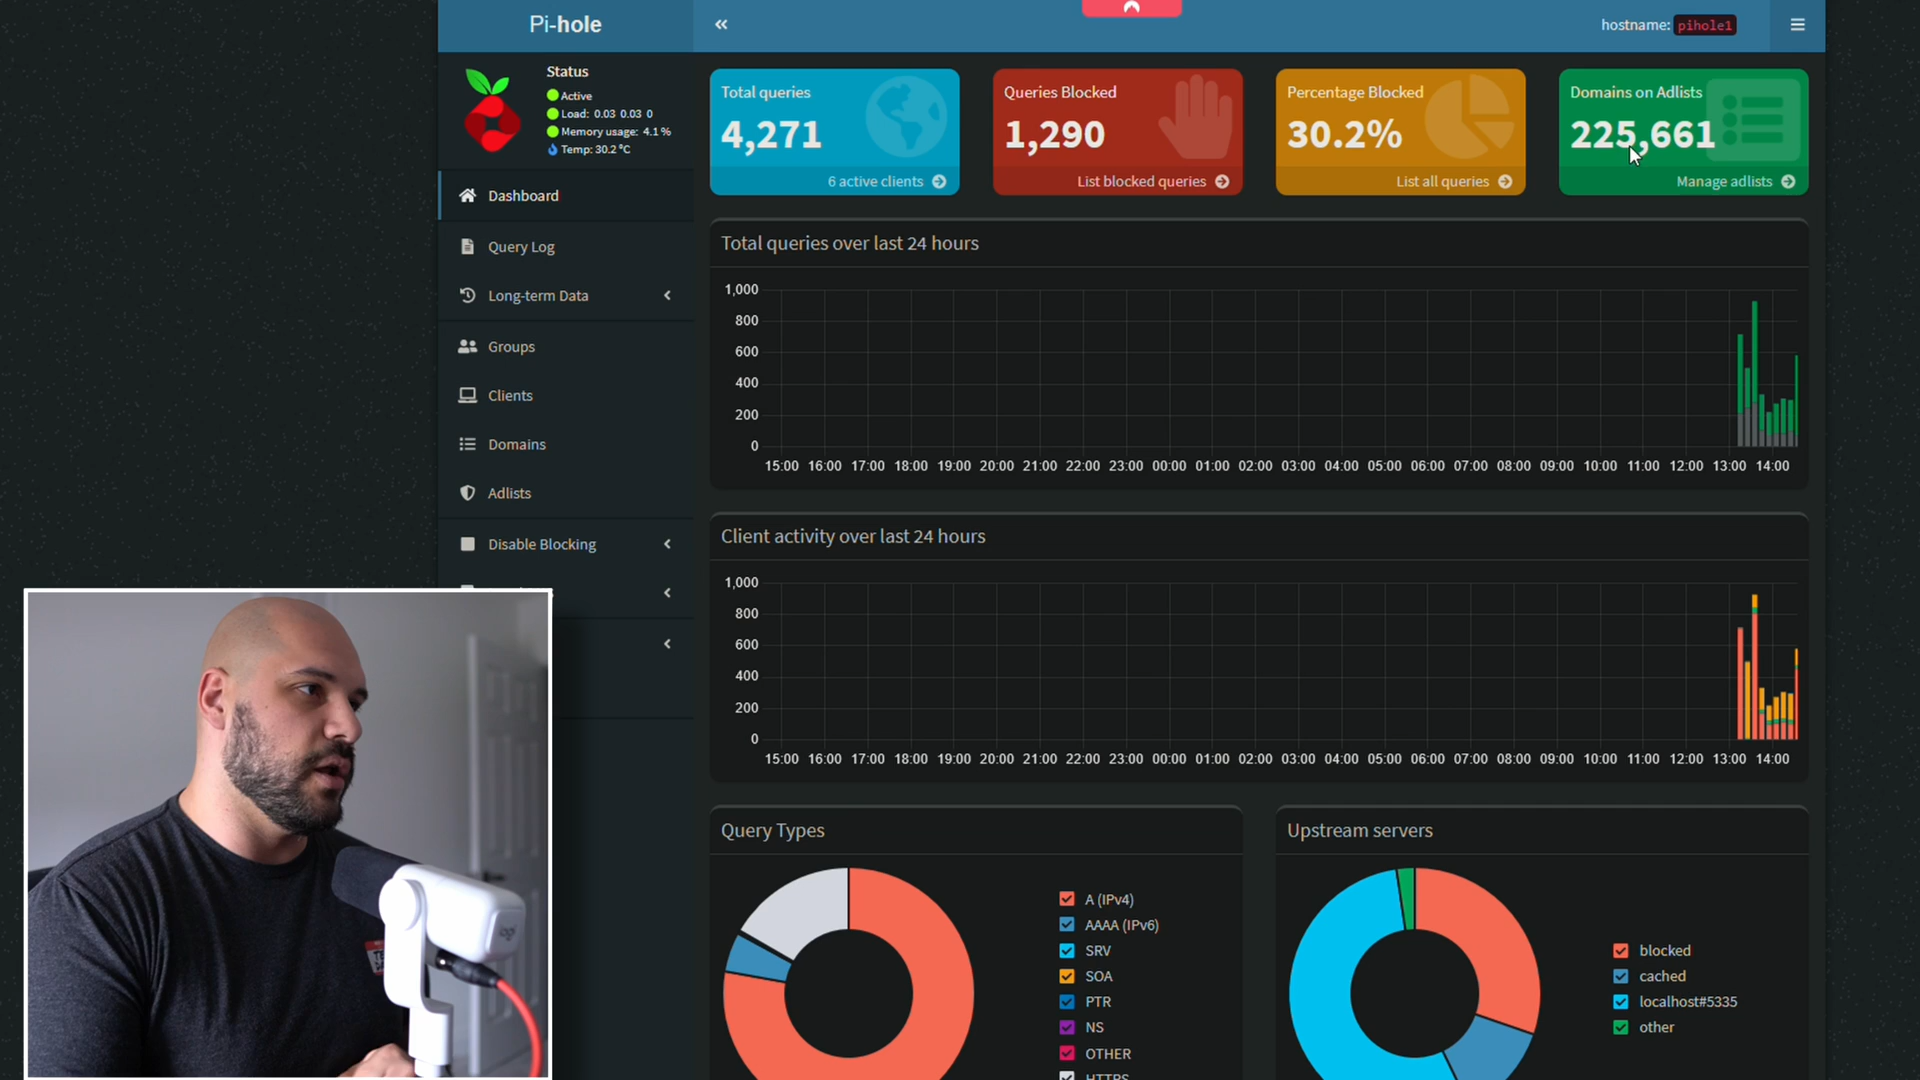 Pi-hole
hostname: pihole1
Status
Active
Load: 0.03 0.03 0
Memory usage: 4.1 %
Temp: 30.2 °C
Total queries
4,271
6 active clients
Queries Blocked
1,290
List blocked queries
Percentage Blocked
30.2%
List all queries
Domains on Adlists
225,661
Manage adlists
Dashboard
Query Log
Long-term Data
Groups
Clients
Domains
Adlists
Disable Blocking
Total queries over last 24 hours
1,000
800
600
400
200
0
15:00 16:00 17:00 18:00 19:00 20:00 21:00 22:00 23:00 00:00 01:00 02:00 03:00 04:00 05:00 06:00 07:00 08:00 09:00 10:00 11:00 12:00 13:00 14:00
Client activity over last 24 hours
1,000
800
600
400
200
0
15:00 16:00 17:00 18:00 19:00 20:00 21:00 22:00 23:00 00:00 01:00 02:00 03:00 04:00 05:00 06:00 07:00 08:00 09:00 10:00 11:00 12:00 13:00 14:00
Query Types
A (IPv4)
AAAA (IPv6)
SRV
SOA
PTR
NS
OTHER
HTTPS
Upstream servers
blocked
cached
localhost#5335
other